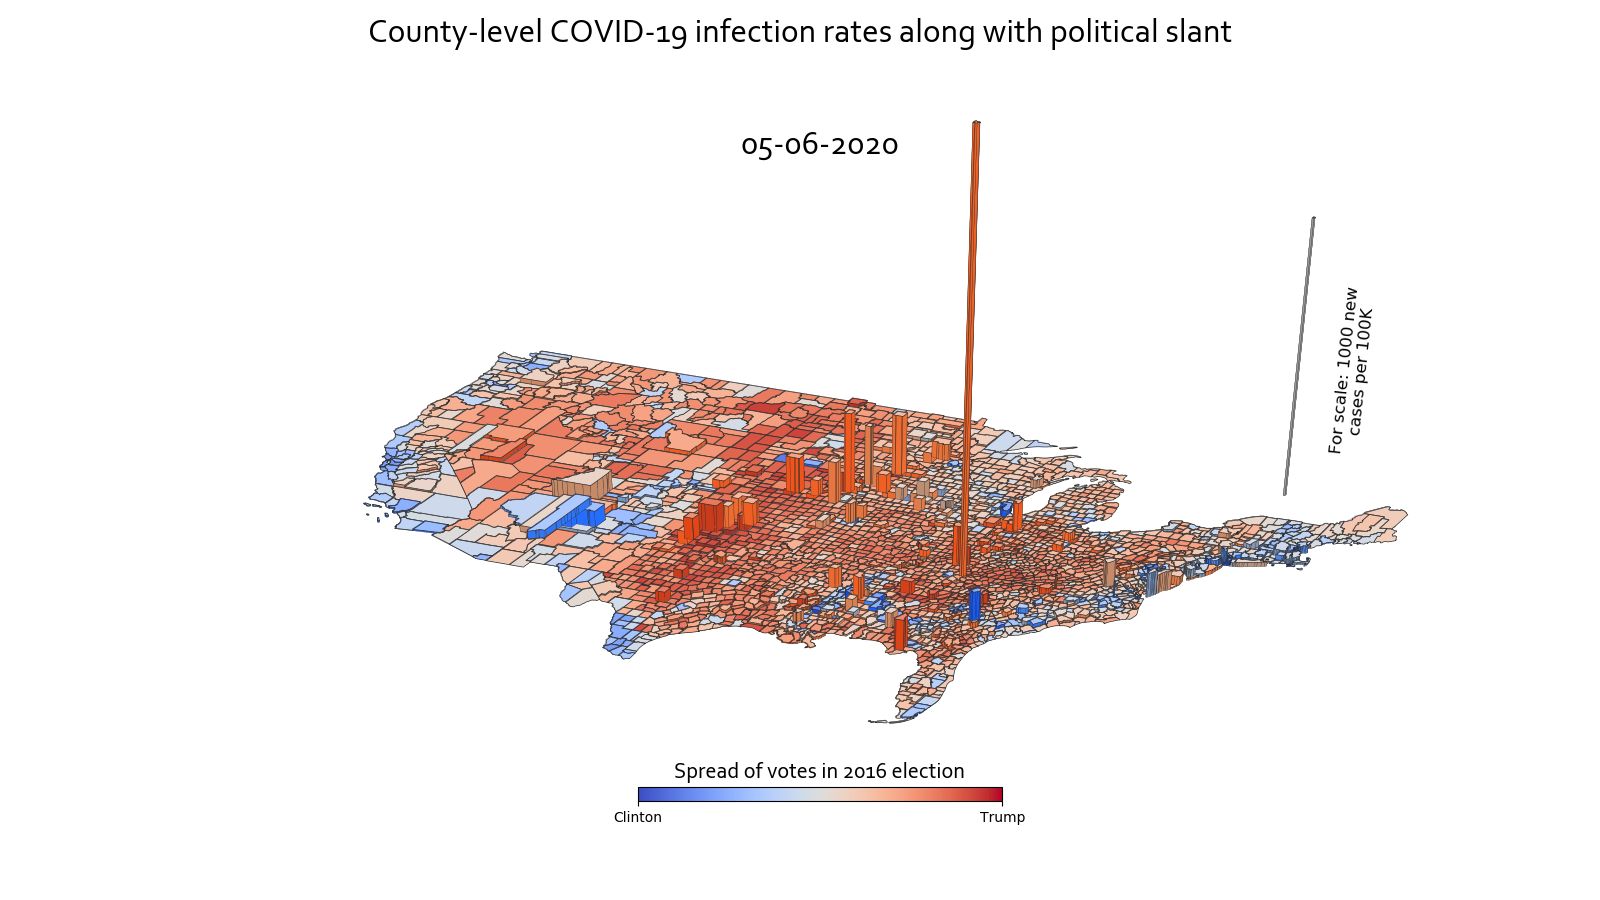 County-level COVID-19 infection rates along with political slant
05-06-2020
For scale: 1000 new
cases per 100K
Spread of votes in 2016 election
Clinton
Trump